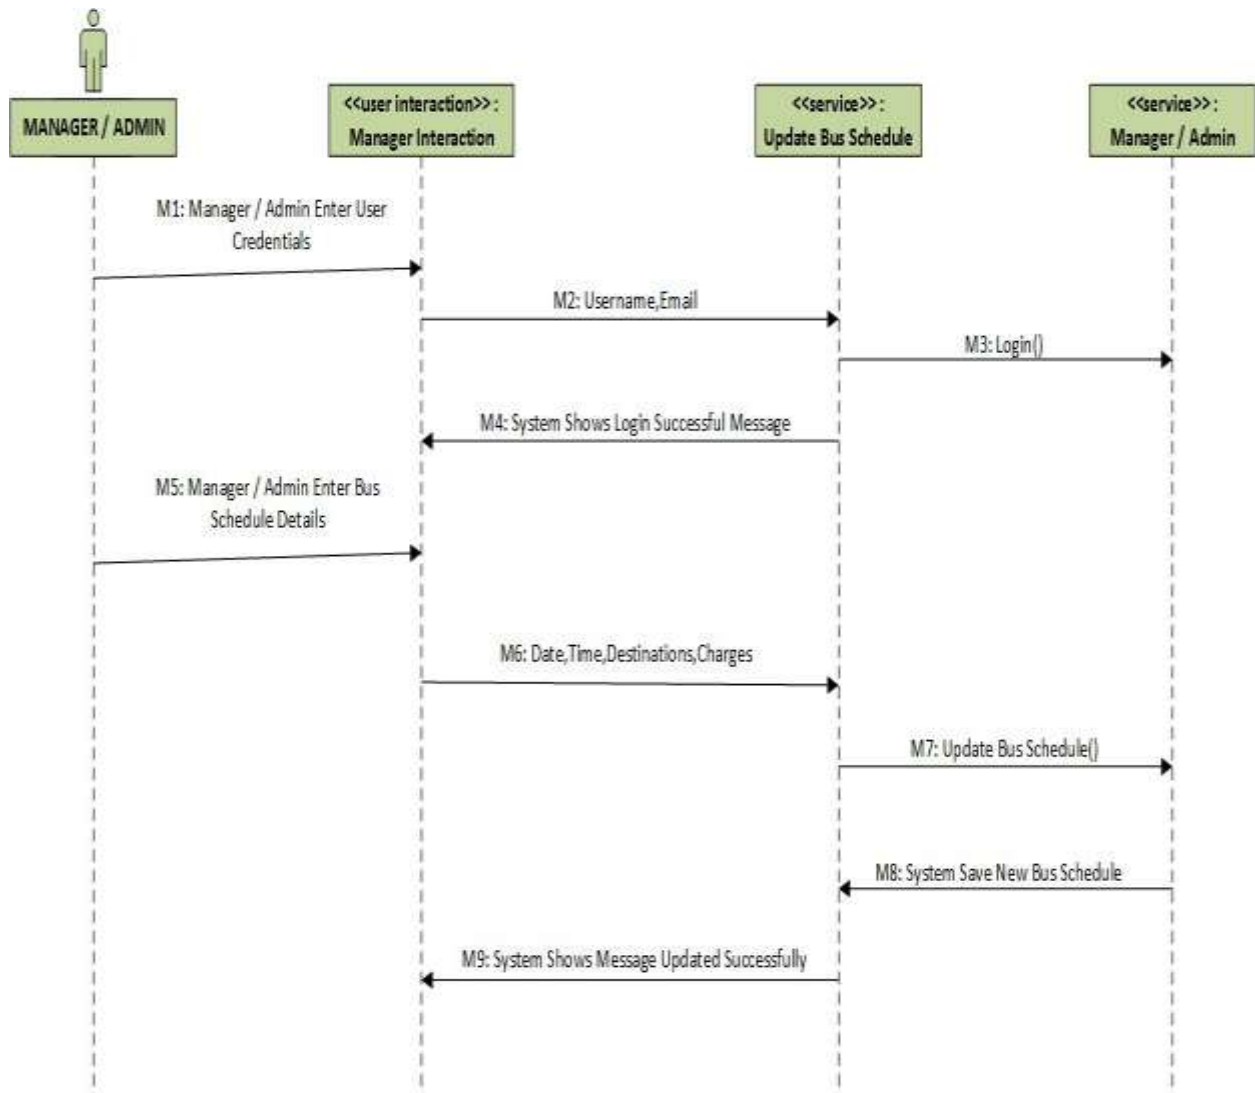 MANAGER / ADMIN
<<user interaction>> :
Manager Interaction
<<service>> :
Update Bus Schedule
<<service>> :
Manager / Admin
M1: Manager / Admin Enter User
Credentials
M2: Username,Email
M3: Login()
M4: System Shows Login Successful Message
M5: Manager / Admin Enter Bus
Schedule Details
M6: Date,Time,Destinations,Charges
M7: Update Bus Schedule()
M8: System Save New Bus Schedule
M9: System Shows Message Updated Successfully